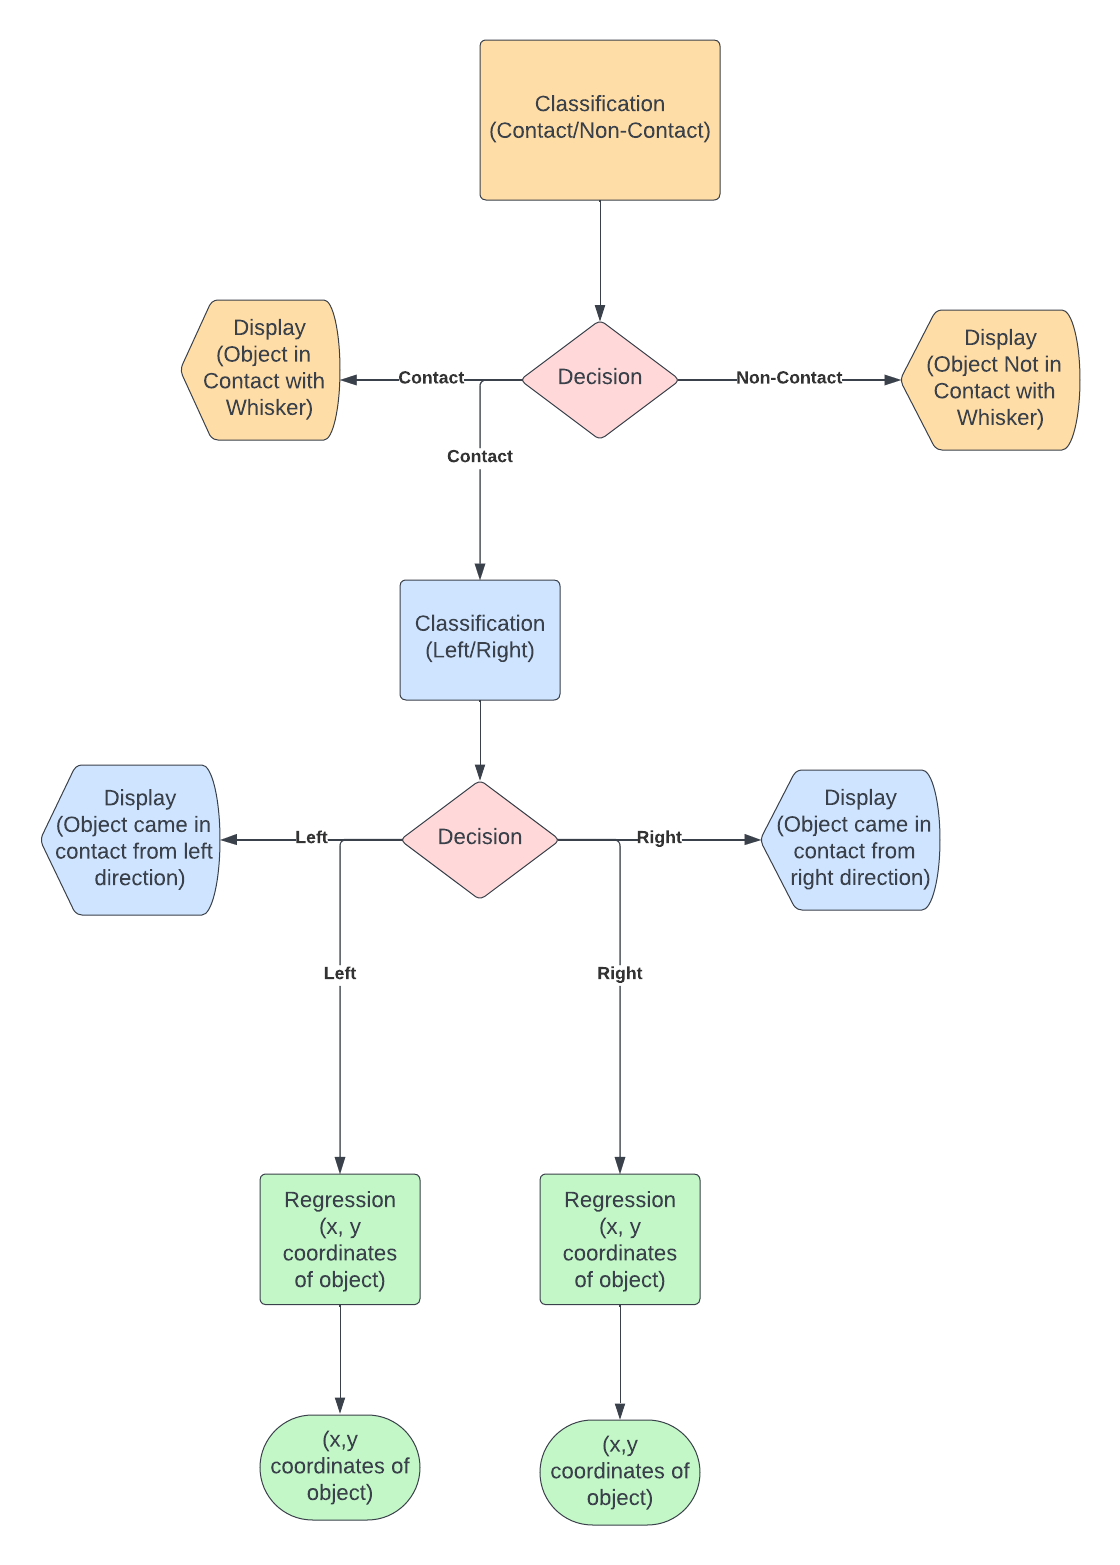 Classification
(Contact/Non-Contact)
Display
(Object in
Contact with
Whisker)
Contact
Decision
Non-Contact
Display
(Object Not in
Contact with
Whisker)
Contact
Classification
(Left/Right)
Display
(Object came in
contact from left
direction)
Left
Decision
Right
Display
(Object came in
contact from
right direction)
Left
Right
Regression
(x, y
coordinates
of object)
Regression
(x, y
coordinates
of object)
(x,y
coordinates of
object)
(x,y
coordinates of
object)